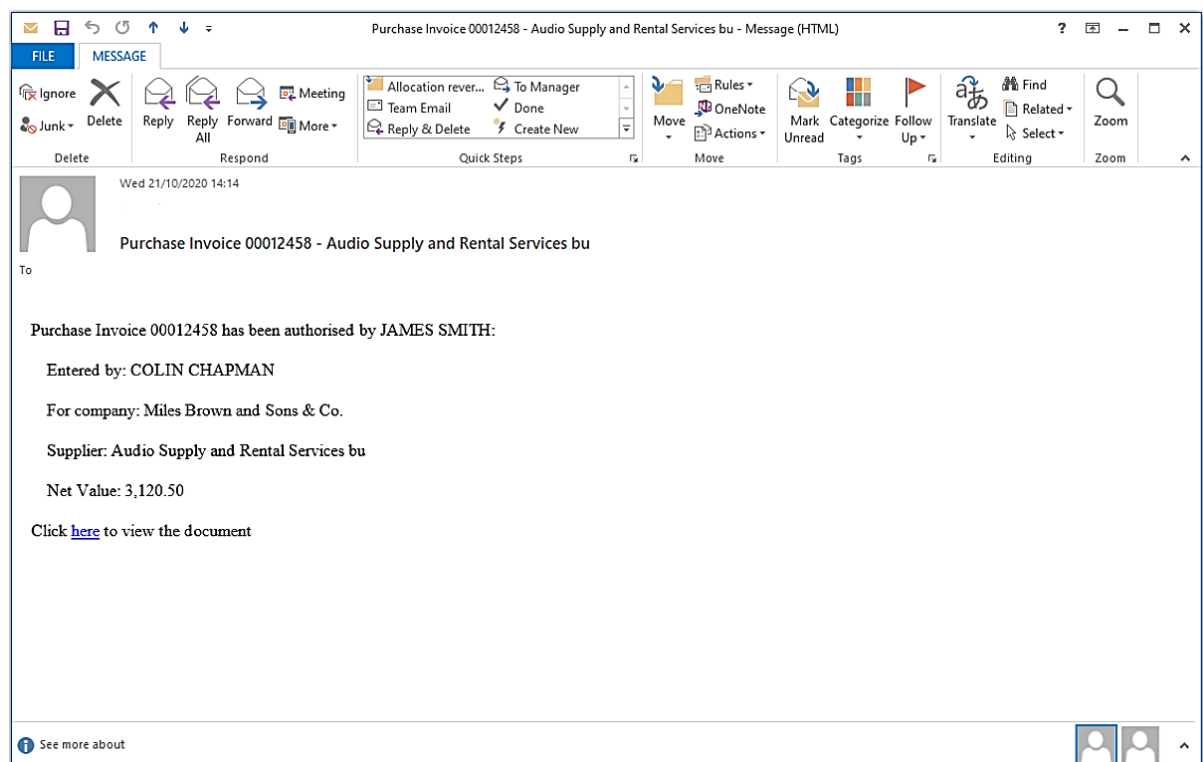 Purchase Invoice 00012458 - Audio Supply and Rental Services bu - Message (HTML)
?
FILE MESSAGE
Ignore
Junk
Delete
Reply
Reply All
Forward
Meeting
More
Allocation rever... To Manager
Team Email Done
Reply & Delete Create New
Move
Rules
OneNote
Actions
Mark Unread
Categorize
Follow Up
Translate
Find
Related
Select
Zoom
Delete Respond Quick Steps Move Tags Editing Zoom
Wed 21/10/2020 14:14
Purchase Invoice 00012458 - Audio Supply and Rental Services bu
To
Purchase Invoice 00012458 has been authorised by JAMES SMITH:
Entered by: COLIN CHAPMAN
For company: Miles Brown and Sons & Co.
Supplier: Audio Supply and Rental Services bu
Net Value: 3,120.50
Click here to view the document
See more about